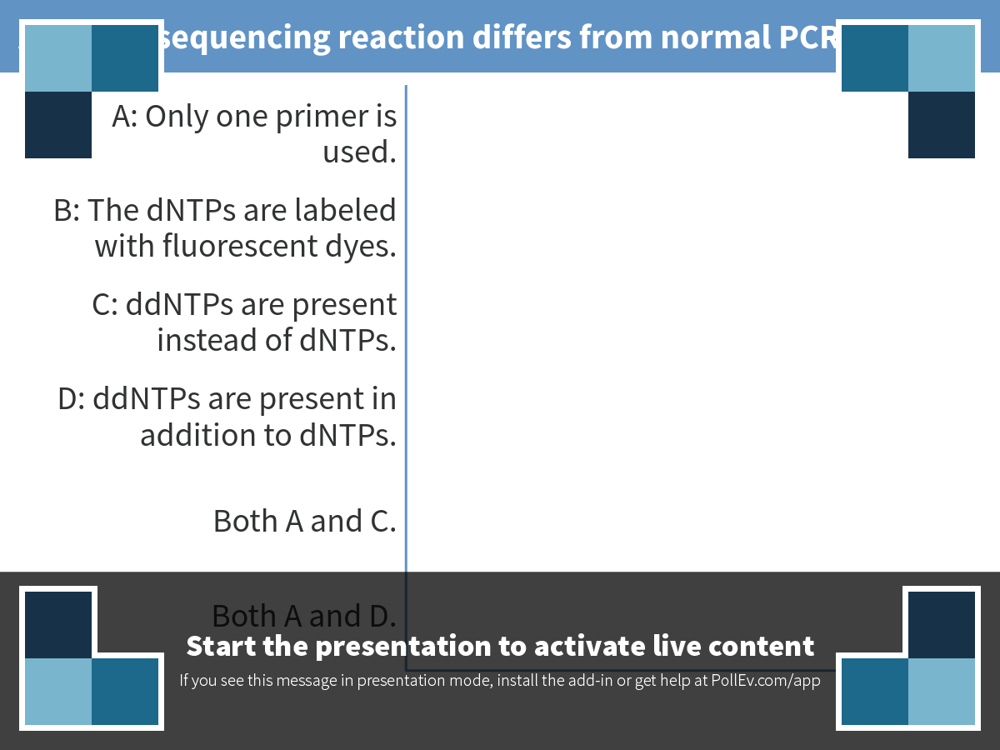 sequencing reaction differs from normal PCR
A: Only one primer is
used.
B: The dNTPs are labeled
with fluorescent dyes.
C: ddNTPs are present
instead of dNTPs.
D: ddNTPs are present in
addition to dNTPs.
Both A and C.
Both A and D.
Start the presentation to activate live content
If you see this message in presentation mode, install the add-in or get help at PollEv.com/app